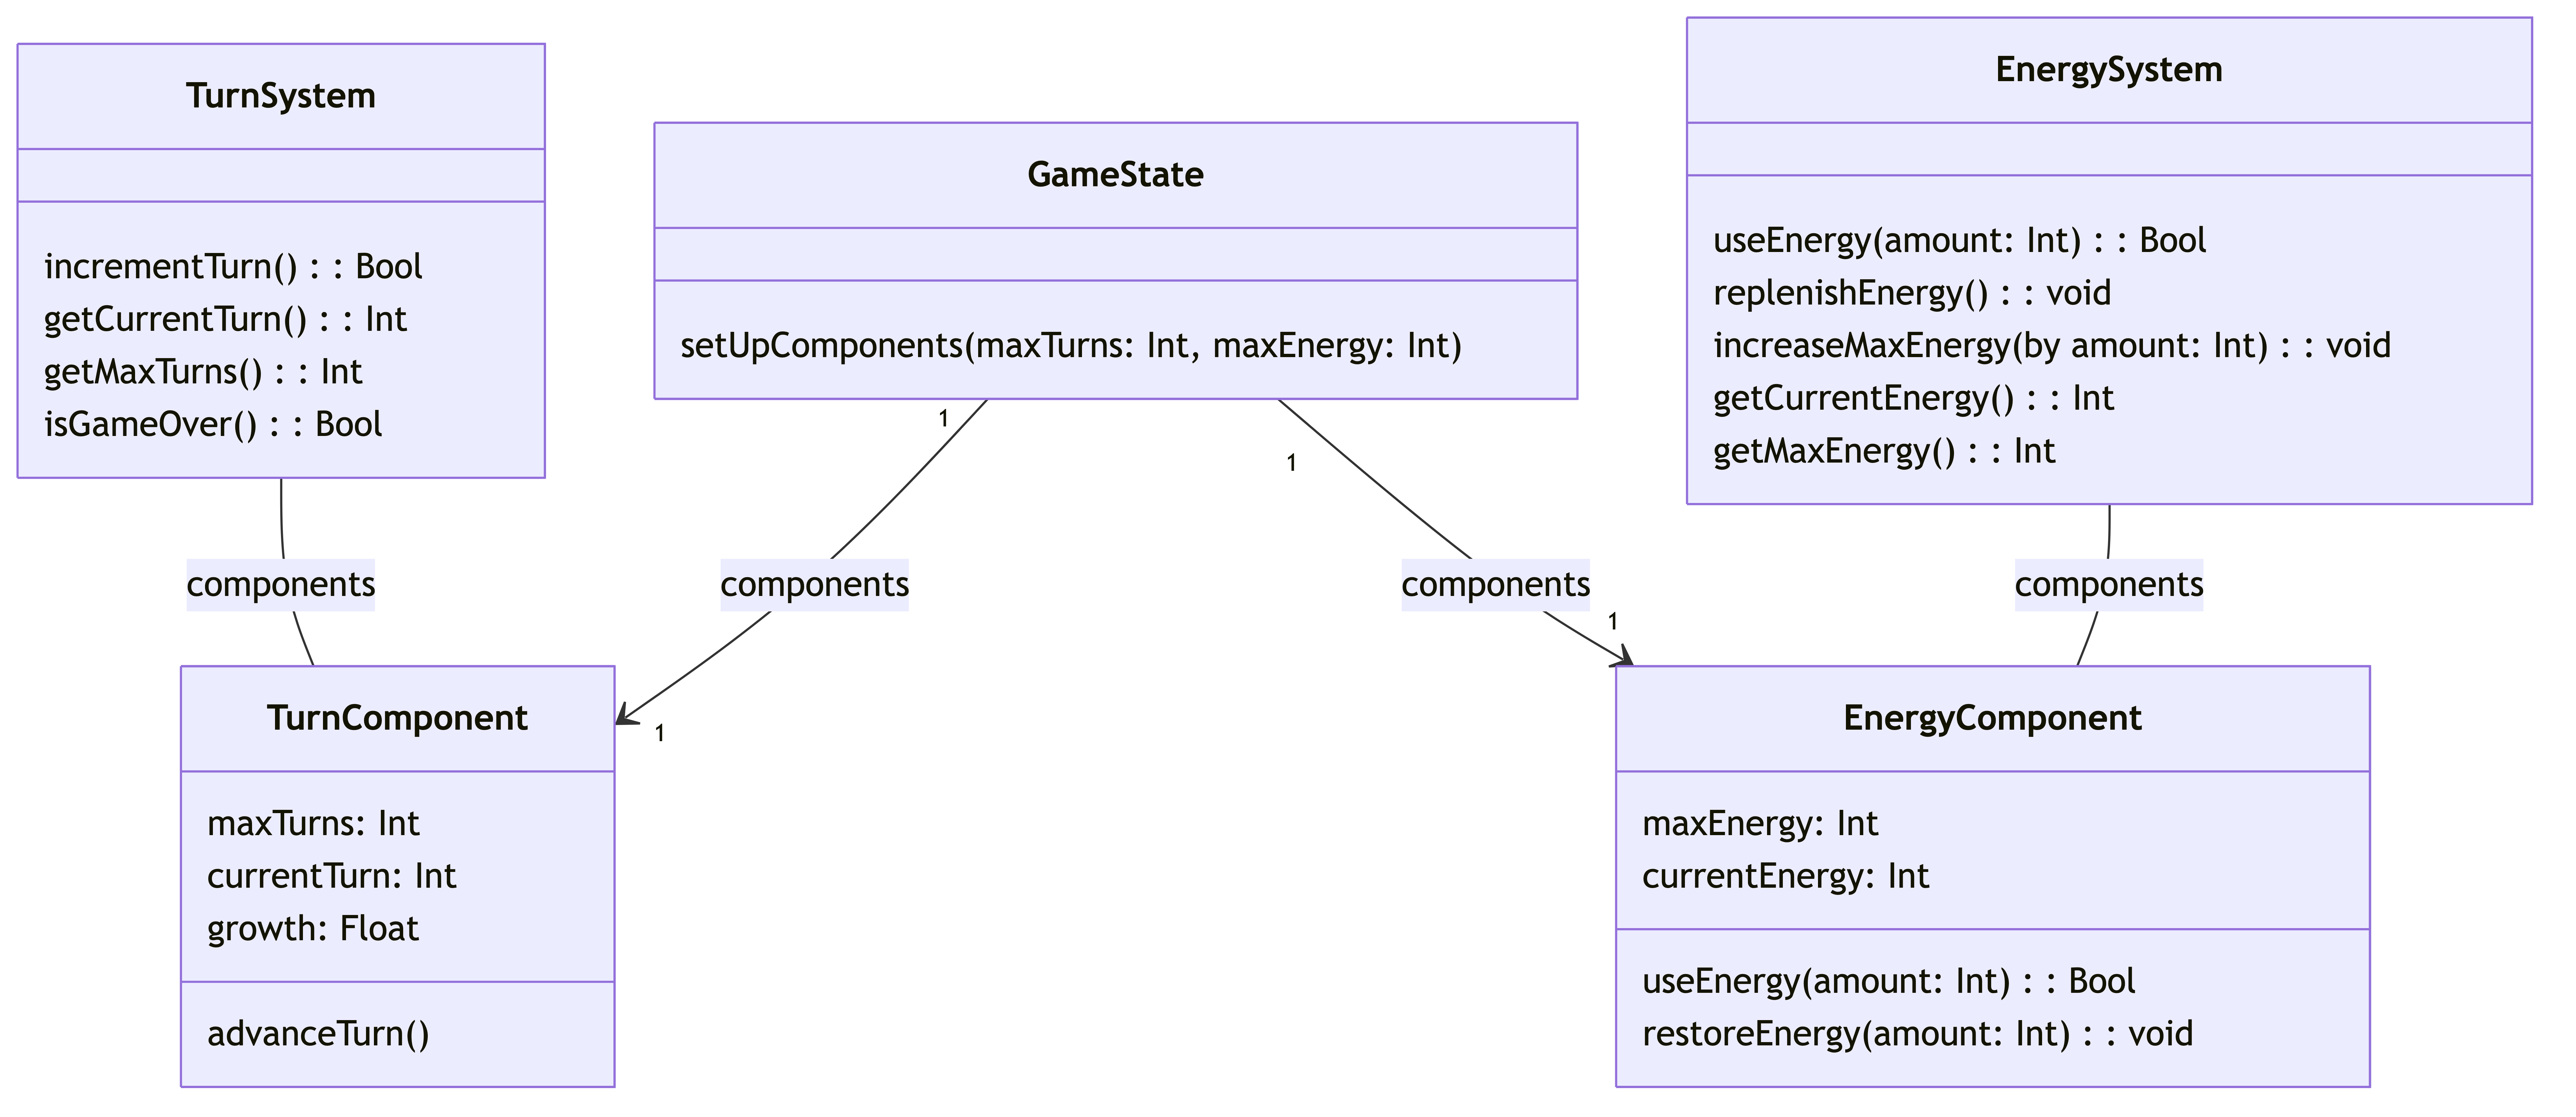 TurnSystem
incrementTurn() : : Bool
getCurrentTurn() : : Int
getMaxTurns() : : Int
isGameOver() : : Bool
GameState
setUpComponents(maxTurns: Int, maxEnergy: Int)
EnergySystem
useEnergy(amount: Int) : : Bool
replenishEnergy() : : void
increaseMaxEnergy(by amount: Int) : : void
getCurrentEnergy() : : Int
getMaxEnergy() : : Int
1
1
components
components
components
components
1
1
TurnComponent
maxTurns: Int
currentTurn: Int
growth: Float
advanceTurn()
EnergyComponent
maxEnergy: Int
currentEnergy: Int
useEnergy(amount: Int) : : Bool
restoreEnergy(amount: Int) : : void